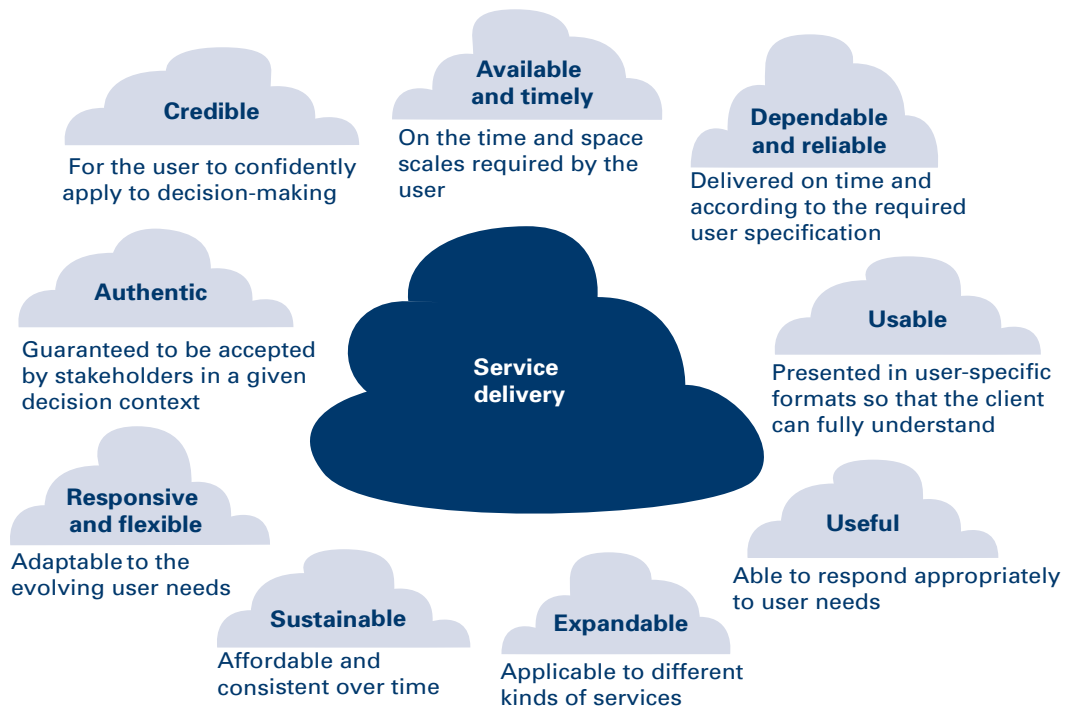 Credible
For the user to confidently
apply to decision-making
Available
and timely
On the time and space
scales required by the
user
Dependable
and reliable
Delivered on time and
according to the required
user specification
Authentic
Guaranteed to be accepted
by stakeholders in a given
decision context
Service
delivery
Usable
Presented in user-specific
formats so that the client
can fully understand
Responsive
and flexible
Adaptable to the
evolving user needs
Useful
Able to respond appropriately
to user needs
Sustainable
Affordable and
consistent over time
Expandable
Applicable to different
kinds of services